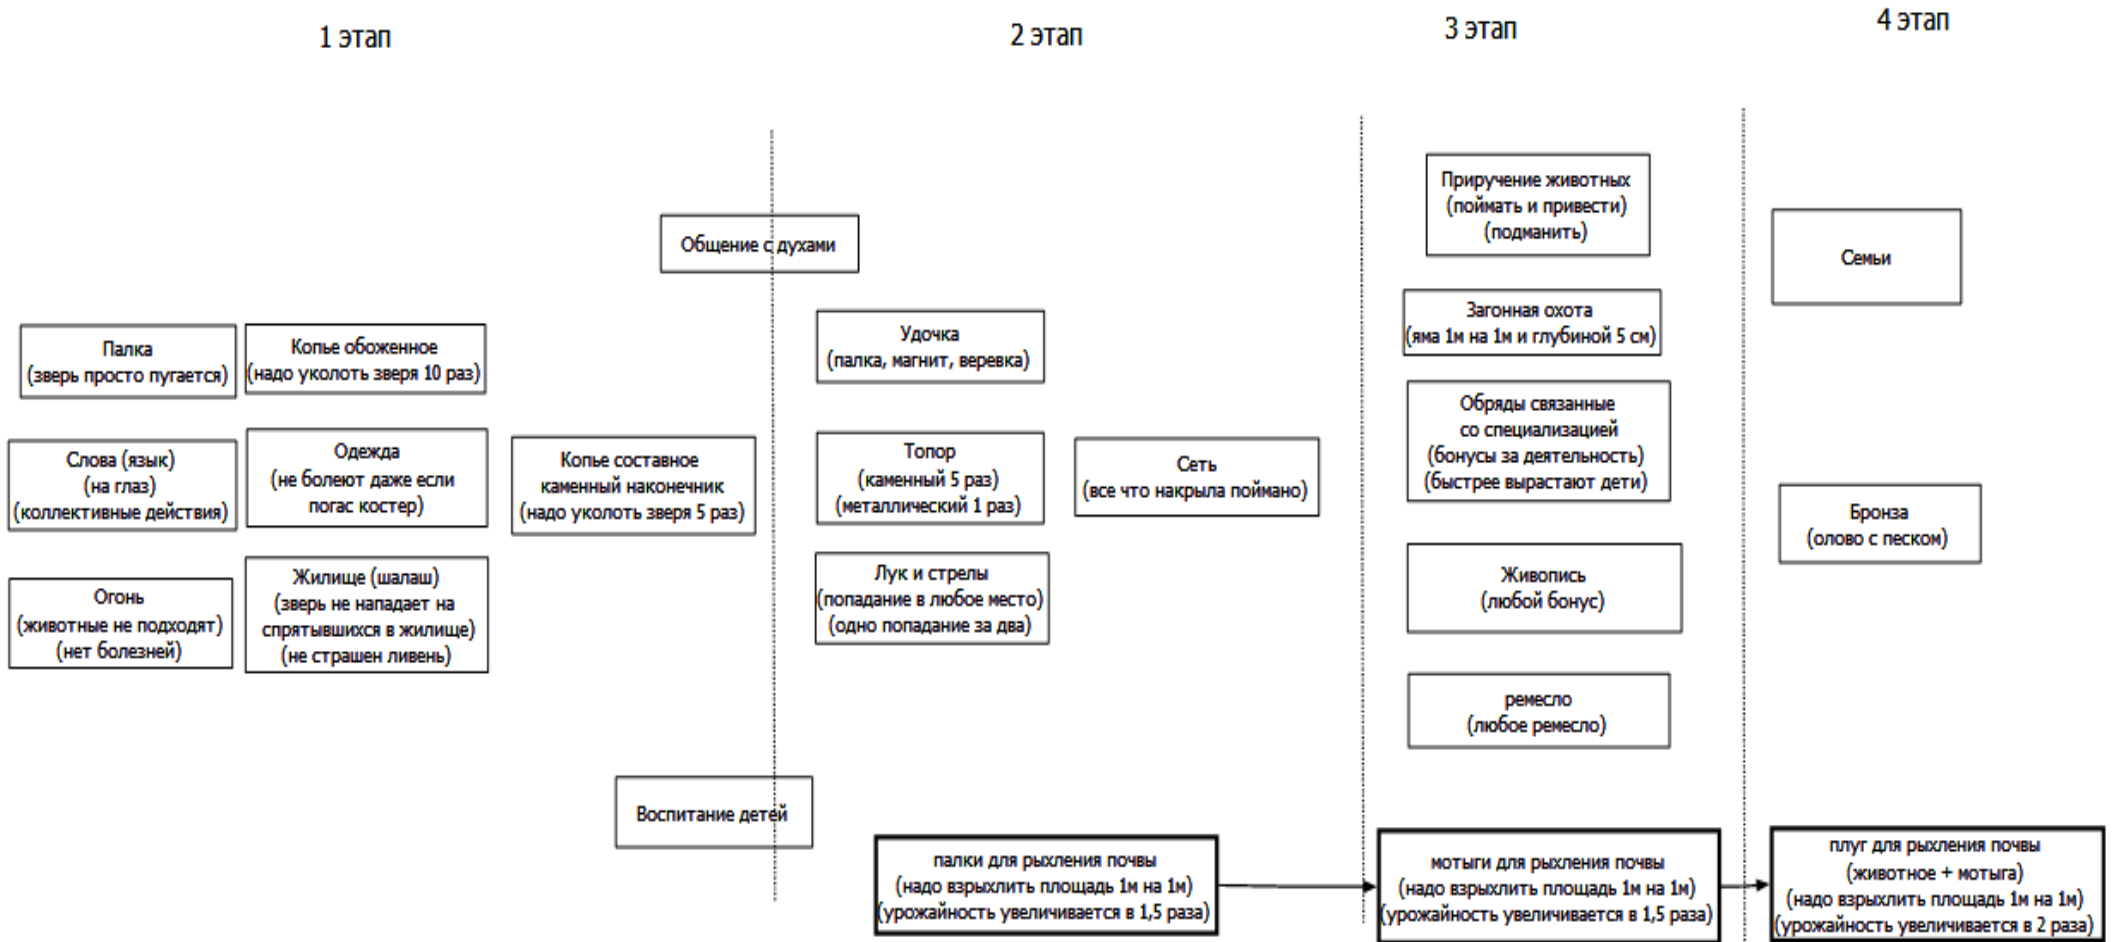 1 этап
2 этап
3 этап
4 этап
Общение с духами
Палка
(зверь просто пугается)
Копье обоженное
(надо уколоть зверя 10 раз)
Слова (язык)
(на глаз)
(коллективные действия)
Одежда
(не болеют даже если
погас костер)
Копье составное
каменный наконечник
(надо уколоть зверя 5 раз)
Огонь
(животные не подходят)
(нет болезней)
Жилище (шалаш)
(зверь не нападает на
спрятывшихся в жилище)
(не страшен ливень)
Воспитание детей
Удочка
(палка, магнит, веревка)
Топор
(каменный 5 раз)
(металлический 1 раз)
Сеть
(все что накрыла поймано)
Лук и стрелы
(попадание в любое место)
(одно попадание за два)
палки для рыхления почвы
(надо взрыхлить площадь 1м на 1м)
(урожайность увеличивается в 1,5 раза)
Приручение животных
(поймать и привести)
(подманить)
Загонная охота
(яма 1м на 1м и глубиной 5 см)
Обряды связанные
со специализацией
(бонусы за деятельность)
(быстрее вырастают дети)
Живопись
(любой бонус)
ремесло
(любое ремесло)
мотыги для рыхления почвы
(надо взрыхлить площадь 1м на 1м)
(урожайность увеличивается в 1,5 раза)
Семьи
Бронза
(олово с песком)
плуг для рыхления почвы
(животное + мотыга)
(надо взрыхлить площадь 1м на 1м)
(урожайность увеличивается в 2 раза)